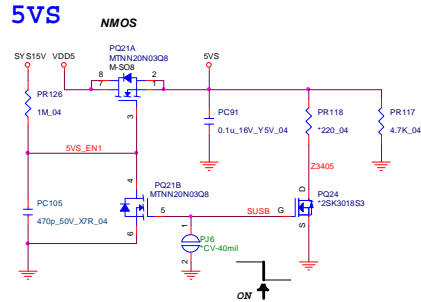 5VS
NMOS
SYS15V VDD5 PQ21A 5VS
MTNN20N03Q8
M-SO8
8 2
7 1
3
PR126
1M_04
PC91
0.1u_16V_Y5V_04
PR118
*220_04
PR117
4.7K_04
5VS_EN1
Z3405
4
PQ21B
MTNN20N03Q8
PC105
470p_50V_X7R_04
5
6
SUSB
D
G
S
PQ24
*2SK3018S3
1
PJ6
*CV-40mil
2
ON